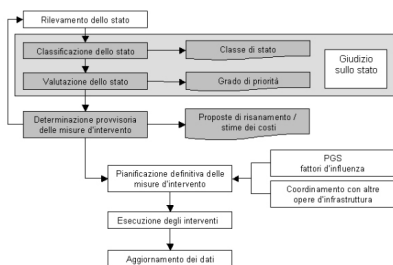 Rilevamento dello stato
Classificazione dello stato
Classe di stato
Giudizio
sullo stato
Valutazione dello stato
Grado di priorità
Determinazione provvisoria
delle misure d'intervento
Proposte di risanamento /
stime dei costi
PGS
fattori d'influenza
Pianificazione definitiva delle
misure d'intervento
Coordinamento con altre
opere d'infrastruttura
Esecuzione degli interventi
Aggiornamento dei dati